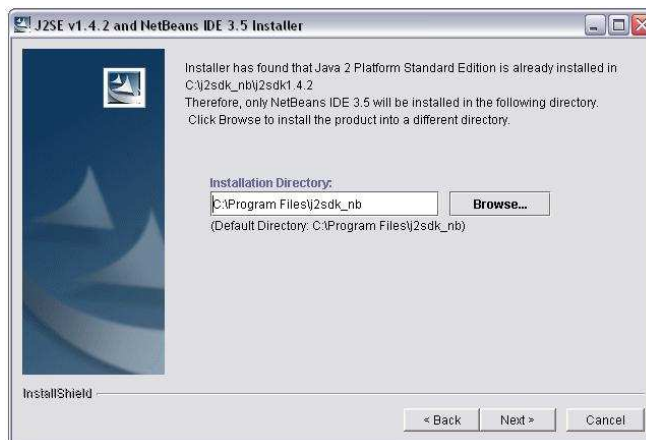 J2SE v1.4.2 and NetBeans IDE 3.5 Installer
Installer has found that Java 2 Platform Standard Edition is already installed in
C:\j2sdk_nb\j2sdk1.4.2
Therefore, only NetBeans IDE 3.5 will be installed in the following directory.
Click Browse to install the product into a different directory.
Installation Directory:
C:\Program Files\j2sdk_nb
Browse...
(Default Directory: C:\Program Files\j2sdk_nb)
InstallShield
< Back
Next >
Cancel